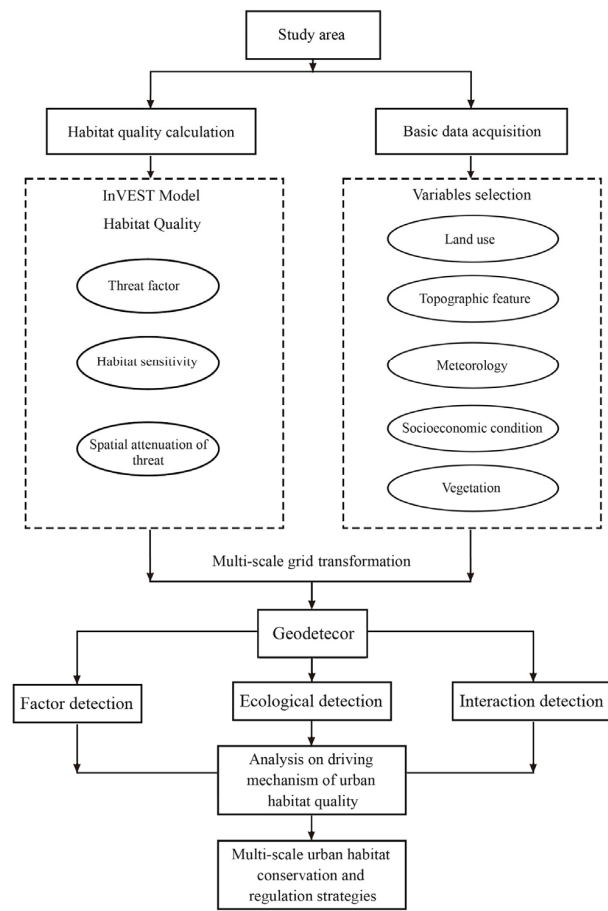 Study area
Habitat quality calculation
Basic data acquisition
InVEST Model
Habitat Quality
Threat factor
Habitat sensitivity
Spatial attenuation of
threat
Variables selection
Land use
Topographic feature
Meteorology
Socioeconomic condition
Vegetation
Multi-scale grid transformation
Geodetecor
Factor detection
Ecological detection
Interaction detection
Analysis on driving
mechanism of urban
habitat quality
Multi-scale urban habitat
conservation and
regulation strategies